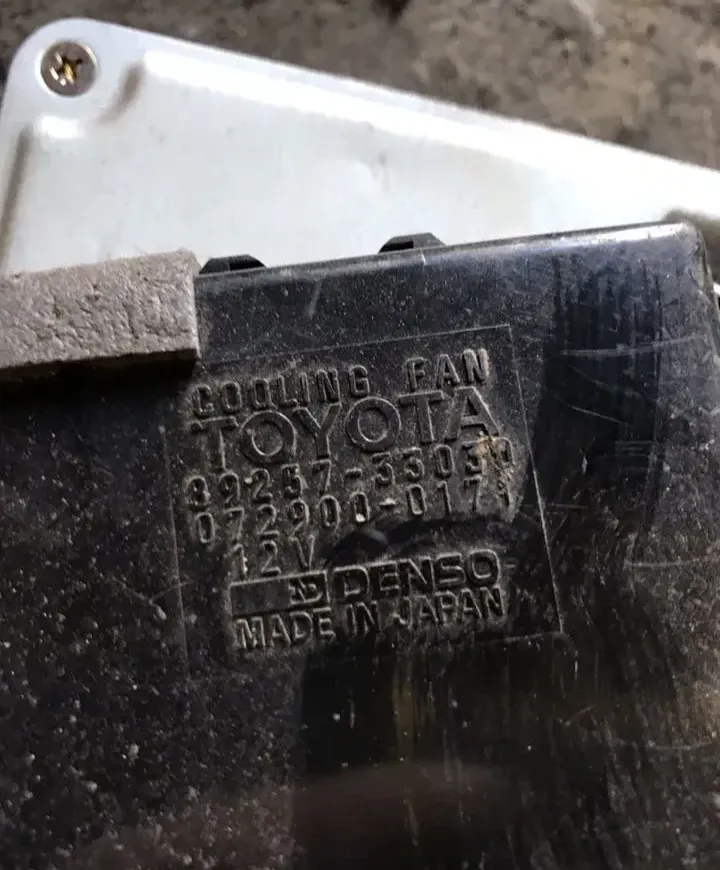 COOLING FAN
TOYOTA
89257-33030
072900-0171
12V
DENSO
MADE IN JAPAN